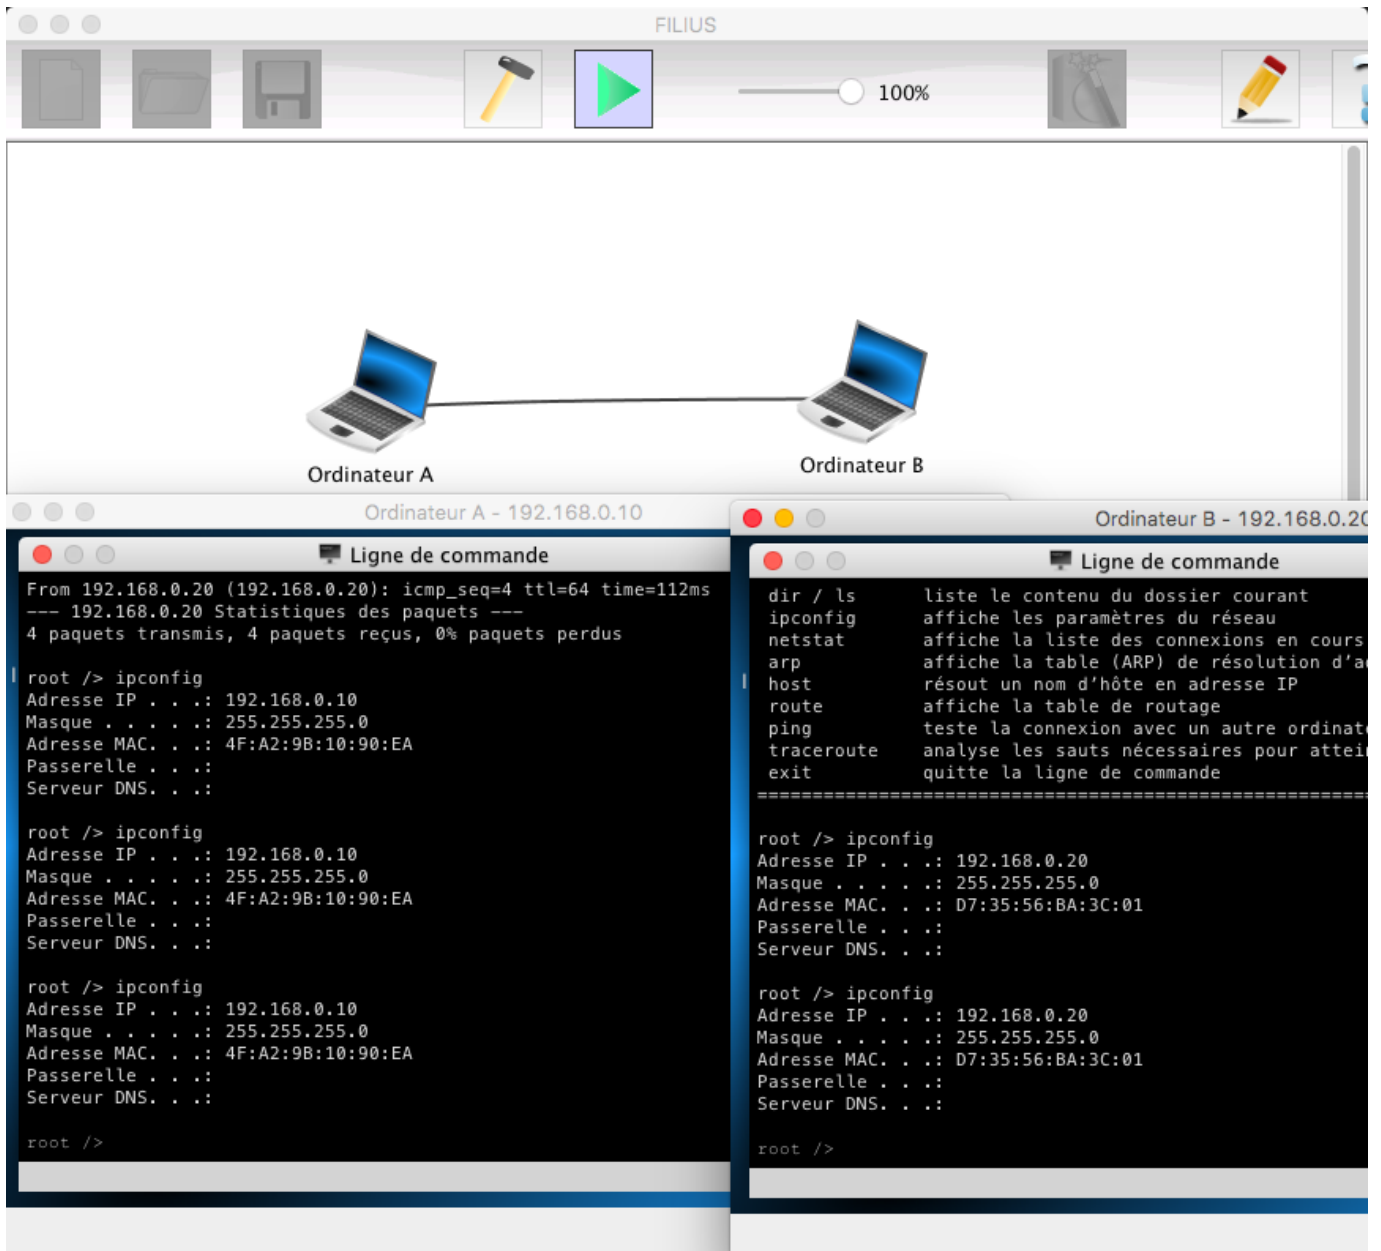 FILIUS
100%
Ordinateur A
Ordinateur B
Ordinateur A - 192.168.0.10
Ligne de commande
From 192.168.0.20 (192.168.0.20): icmp_seq=4 ttl=64 time=112ms
--- 192.168.0.20 Statistiques des paquets ---
4 paquets transmis, 4 paquets reçus, 0% paquets perdus
root /> ipconfig
Adresse IP . . .: 192.168.0.10
Masque . . . . .: 255.255.255.0
Adresse MAC. . .: 4F:A2:9B:10:90:EA
Passerelle . . .:
Serveur DNS. . .:
root /> ipconfig
Adresse IP . . .: 192.168.0.10
Masque . . . . .: 255.255.255.0
Adresse MAC. . .: 4F:A2:9B:10:90:EA
Passerelle . . .:
Serveur DNS. . .:
root /> ipconfig
Adresse IP . . .: 192.168.0.10
Masque . . . . .: 255.255.255.0
Adresse MAC. . .: 4F:A2:9B:10:90:EA
Passerelle . . .:
Serveur DNS. . .:
root />
Ordinateur B - 192.168.0.20
Ligne de commande
dir / ls liste le contenu du dossier courant
ipconfig affiche les paramètres du réseau
netstat affiche la liste des connexions en cours
arp affiche la table (ARP) de résolution
host résout un nom d'hôte en adresse IP
route affiche la table de routage
ping teste la connexion avec un autre
traceroute analyse les sauts nécessaires pour
exit quitte la ligne de commande
========================================================
root /> ipconfig
Adresse IP . . .: 192.168.0.20
Masque . . . . .: 255.255.255.0
Adresse MAC. . .: D7:35:56:BA:3C:01
Passerelle . . .:
Serveur DNS. . .:
root /> ipconfig
Adresse IP . . .: 192.168.0.20
Masque . . . . .: 255.255.255.0
Adresse MAC. . .: D7:35:56:BA:3C:01
Passerelle . . .:
Serveur DNS. . .:
root />